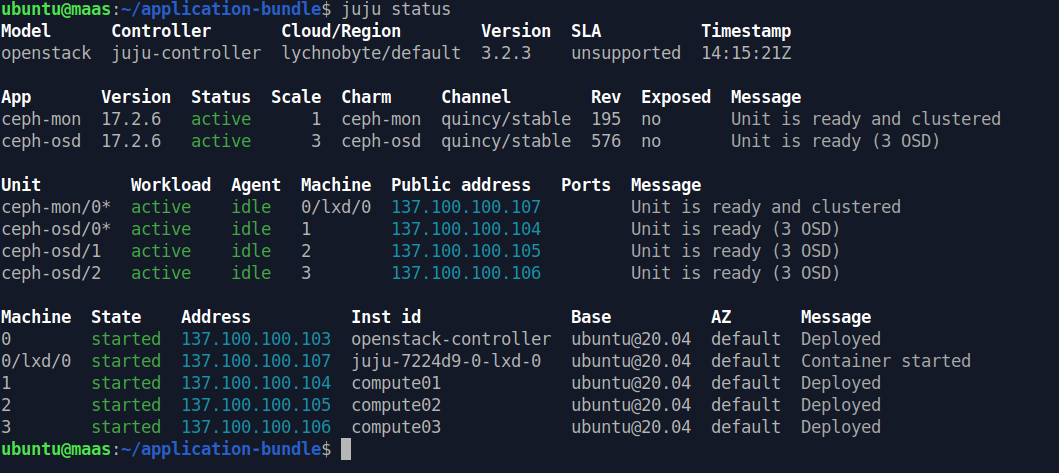 ubuntu@maas:~/application-bundle$ juju status
Model      Controller       Cloud/Region        Version  SLA          Timestamp
openstack  juju-controller  lychnobyte/default  3.2.3    unsupported  14:15:21Z
App       Version  Status  Scale  Charm     Channel        Rev  Exposed  Message
ceph-mon  17.2.6   active      1  ceph-mon  quincy/stable  195  no       Unit is ready and clustered
ceph-osd  17.2.6   active      3  ceph-osd  quincy/stable  576  no       Unit is ready (3 OSD)
Unit         Workload  Agent  Machine  Public address   Ports  Message
ceph-mon/0*  active    idle   0/lxd/0  137.100.100.107         Unit is ready and clustered
ceph-osd/0*  active    idle   1        137.100.100.104         Unit is ready (3 OSD)
ceph-osd/1   active    idle   2        137.100.100.105         Unit is ready (3 OSD)
ceph-osd/2   active    idle   3        137.100.100.106         Unit is ready (3 OSD)
Machine  State    Address          Inst id               Base          AZ       Message
0        started  137.100.100.103  openstack-controller  ubuntu@20.04  default  Deployed
0/lxd/0  started  137.100.100.107  juju-7224d9-0-lxd-0   ubuntu@20.04  default  Container started
1        started  137.100.100.104  compute01             ubuntu@20.04  default  Deployed
2        started  137.100.100.105  compute02             ubuntu@20.04  default  Deployed
3        started  137.100.100.106  compute03             ubuntu@20.04  default  Deployed
ubuntu@maas:~/application-bundle$